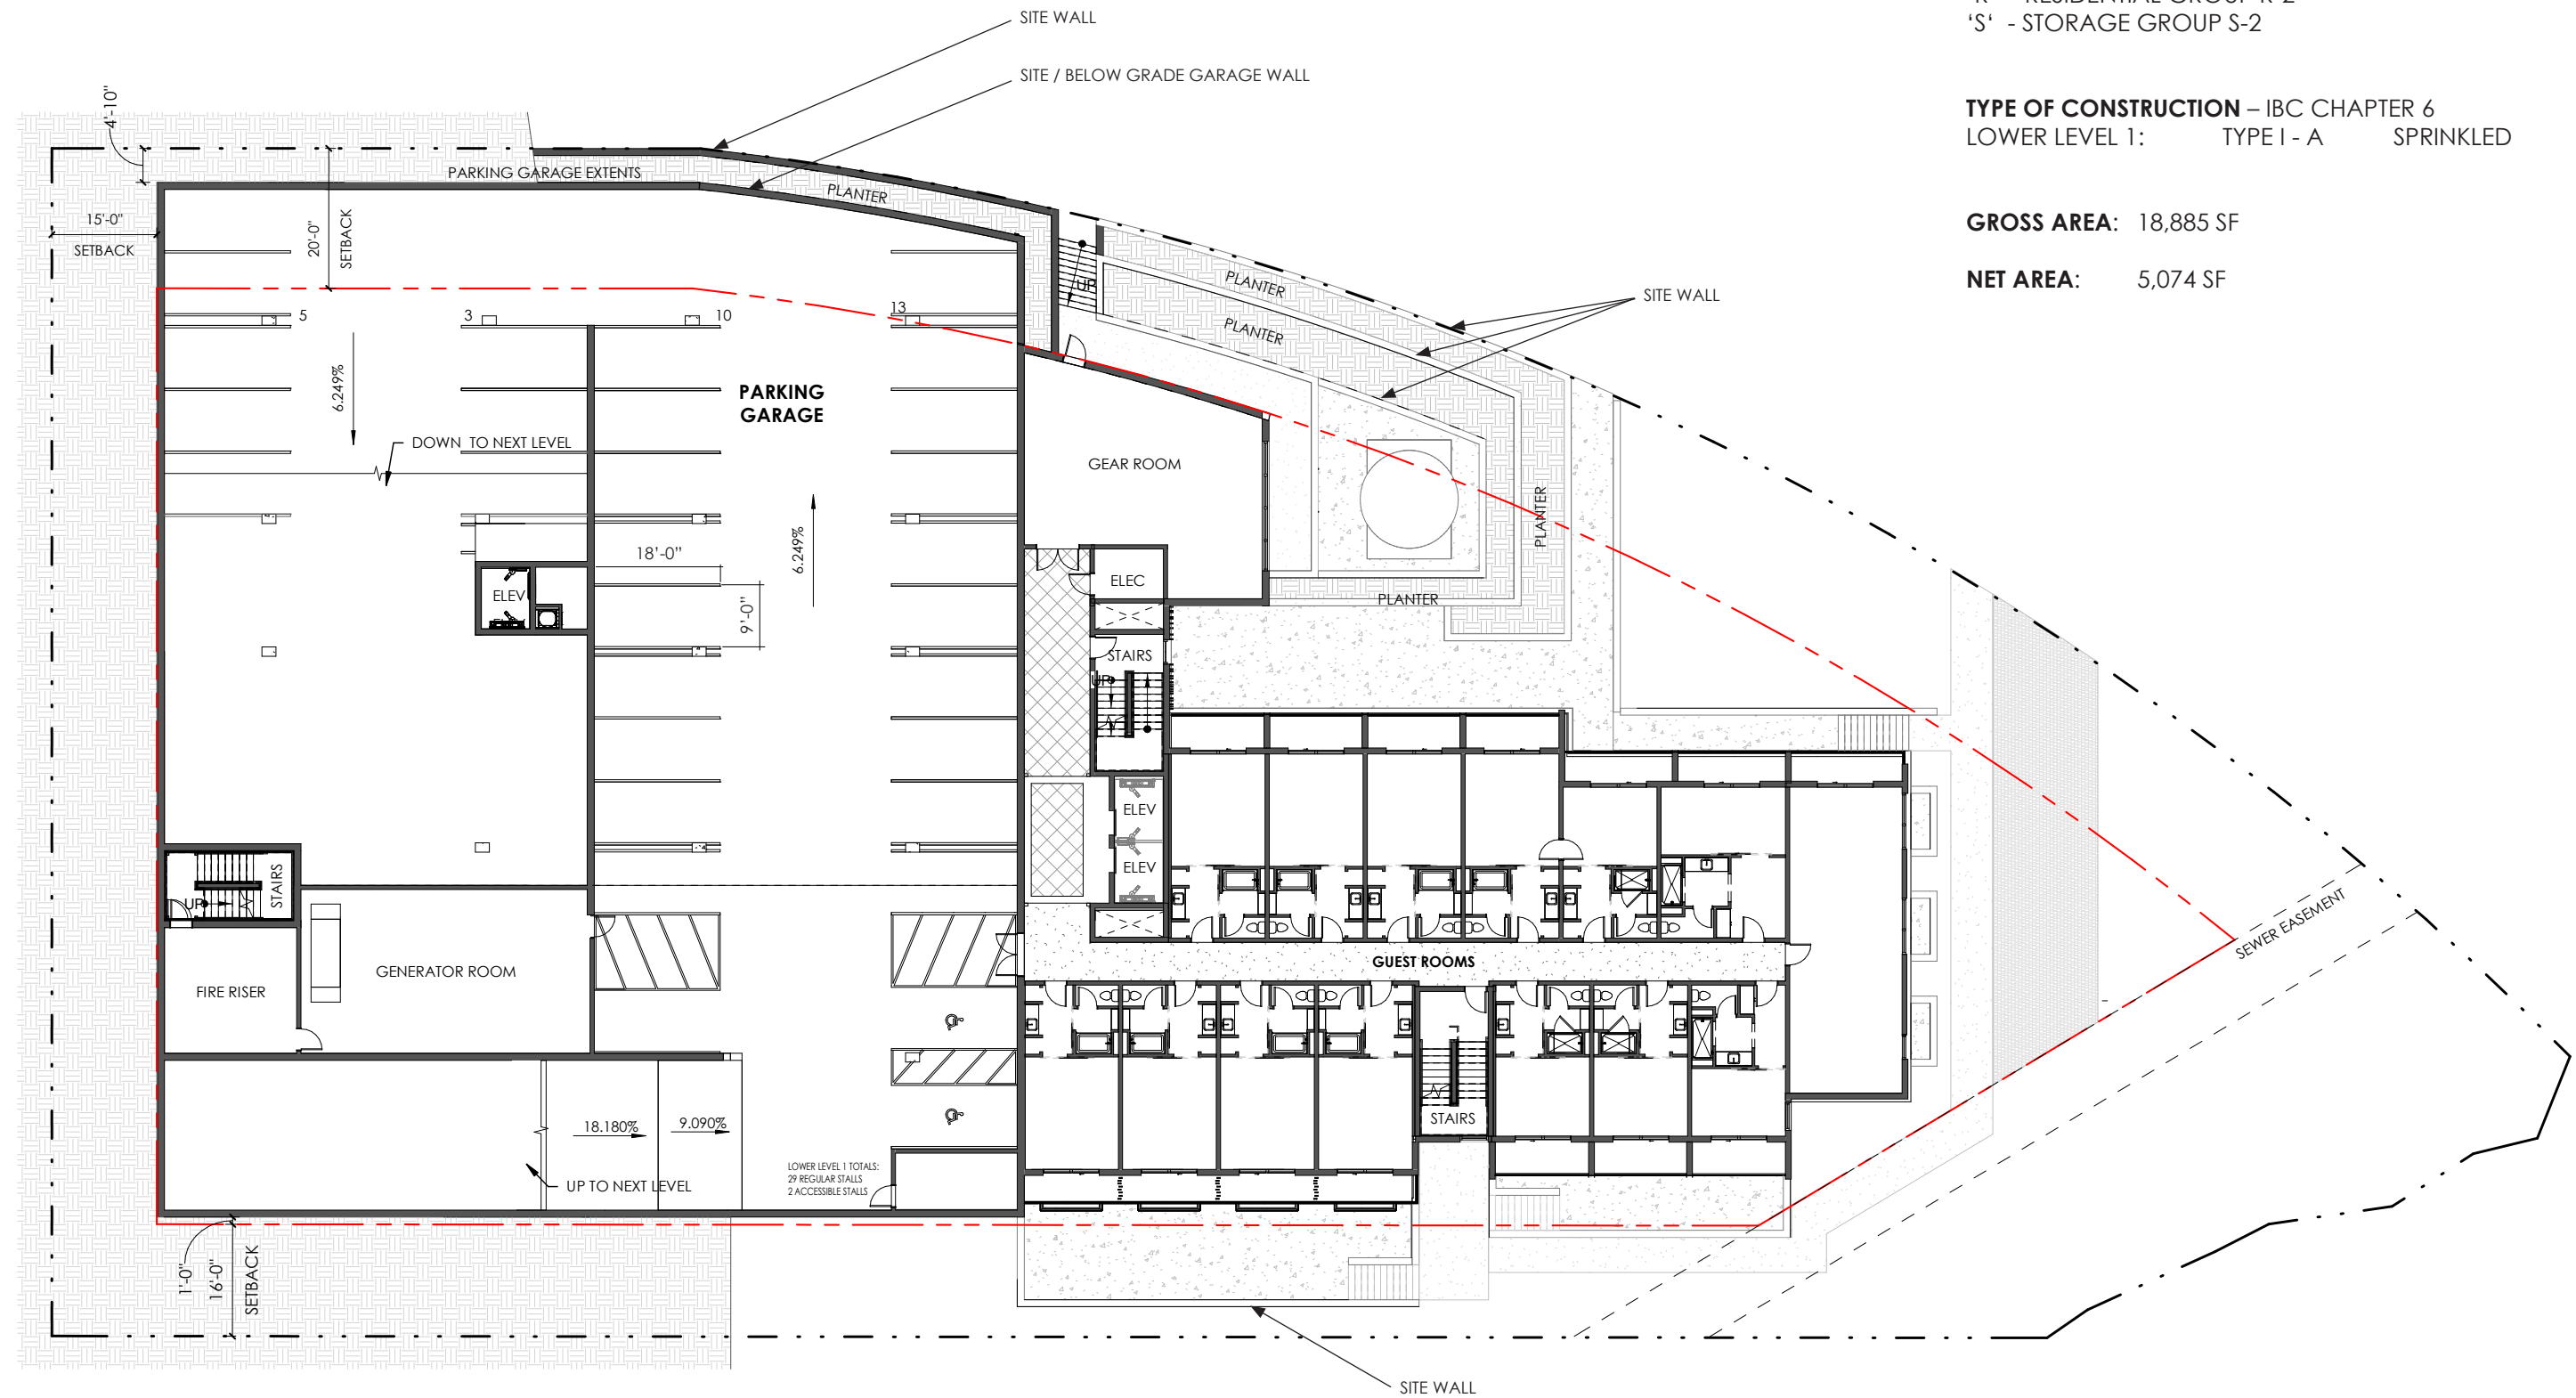 'S' - STORAGE GROUP S-2
TYPE OF CONSTRUCTION – IBC CHAPTER 6
LOWER LEVEL 1: TYPE I - A SPRINKLED
GROSS AREA: 18,885 SF
NET AREA: 5,074 SF
SITE WALL
SITE / BELOW GRADE GARAGE WALL
4'-10"
PARKING GARAGE EXTENTS
PLANTER
15'-0"
SETBACK
20'-0"
SETBACK
PLANTER
UP
PLANTER
SITE WALL
5
3
10
13
6.249%
PARKING
GARAGE
DOWN TO NEXT LEVEL
GEAR ROOM
PLANTER
6.249%
18'-0"
9'-0"
ELEV
ELEC
PLANTER
STAIRS
UP
ELEV
ELEV
STAIRS
UP
GENERATOR ROOM
FIRE RISER
GUEST ROOMS
SEWER EASEMENT
18.180%
9.090%
STAIRS
LOWER LEVEL 1 TOTALS:
29 REGULAR STALLS
2 ACCESSIBLE STALLS
UP TO NEXT LEVEL
1'-0"
16'-0"
SETBACK
SITE WALL